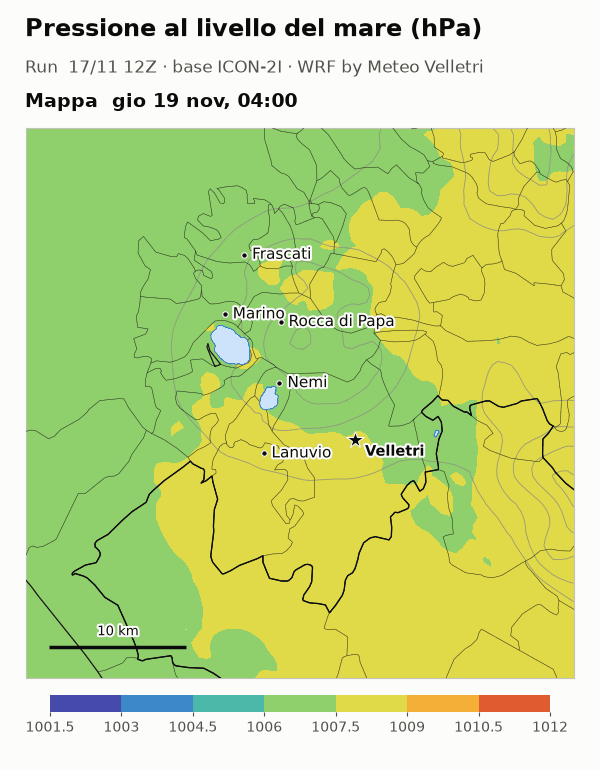 Pressione al livello del mare (hPa)
Run  17/11 12Z · base ICON-2I · WRF by Meteo Velletri
Mappa  gio 19 nov, 04:00
Frascati
Marino
Rocca di Papa
Nemi
Velletri
Lanuvio
10 km
1001.5 1003 1004.5 1006 1007.5 1009 1010.5 1012